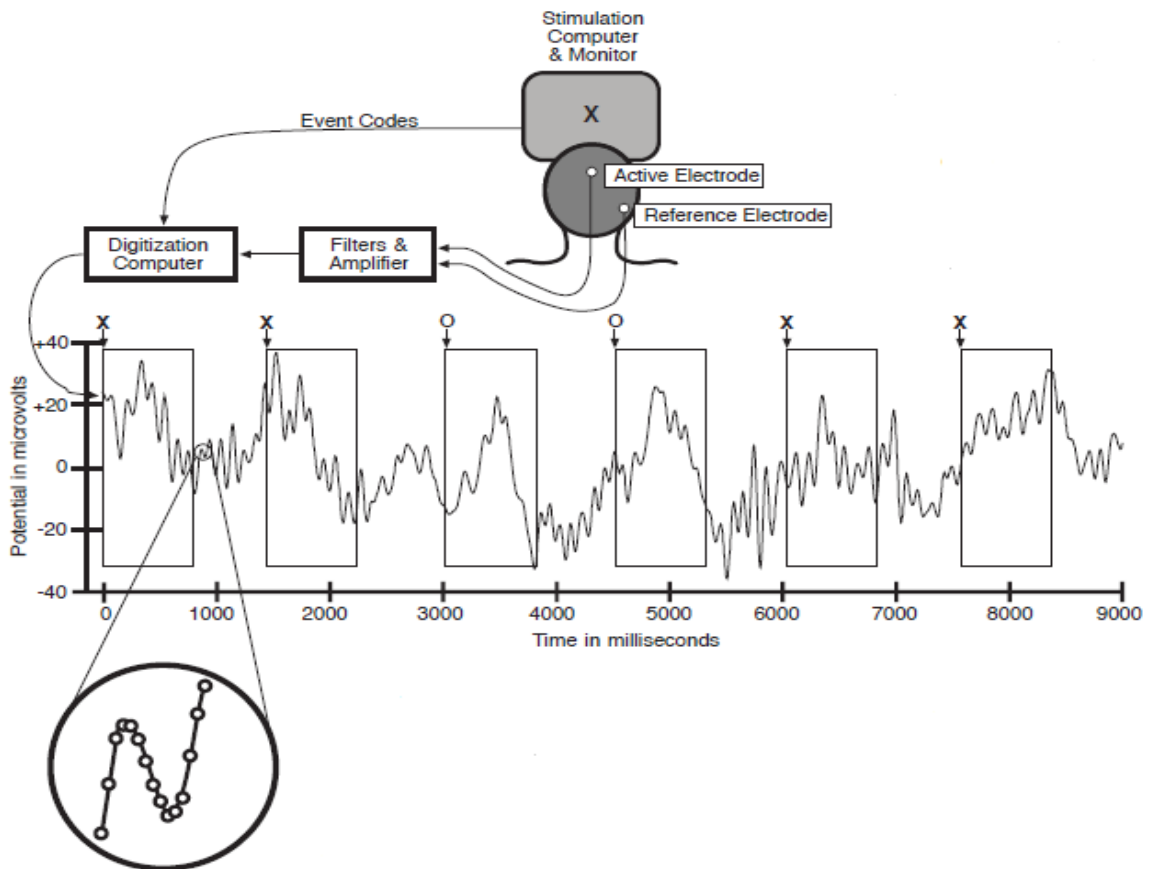 Stimulation
Computer
& Monitor
X
Event Codes
Active Electrode
Reference Electrode
Digitization
Computer
Filters &
Amplifier
X X O O X X
+40
+20
0
-20
-40
Potential in microvolts
0 1000 2000 3000 4000 5000 6000 7000 8000 9000
Time in milliseconds